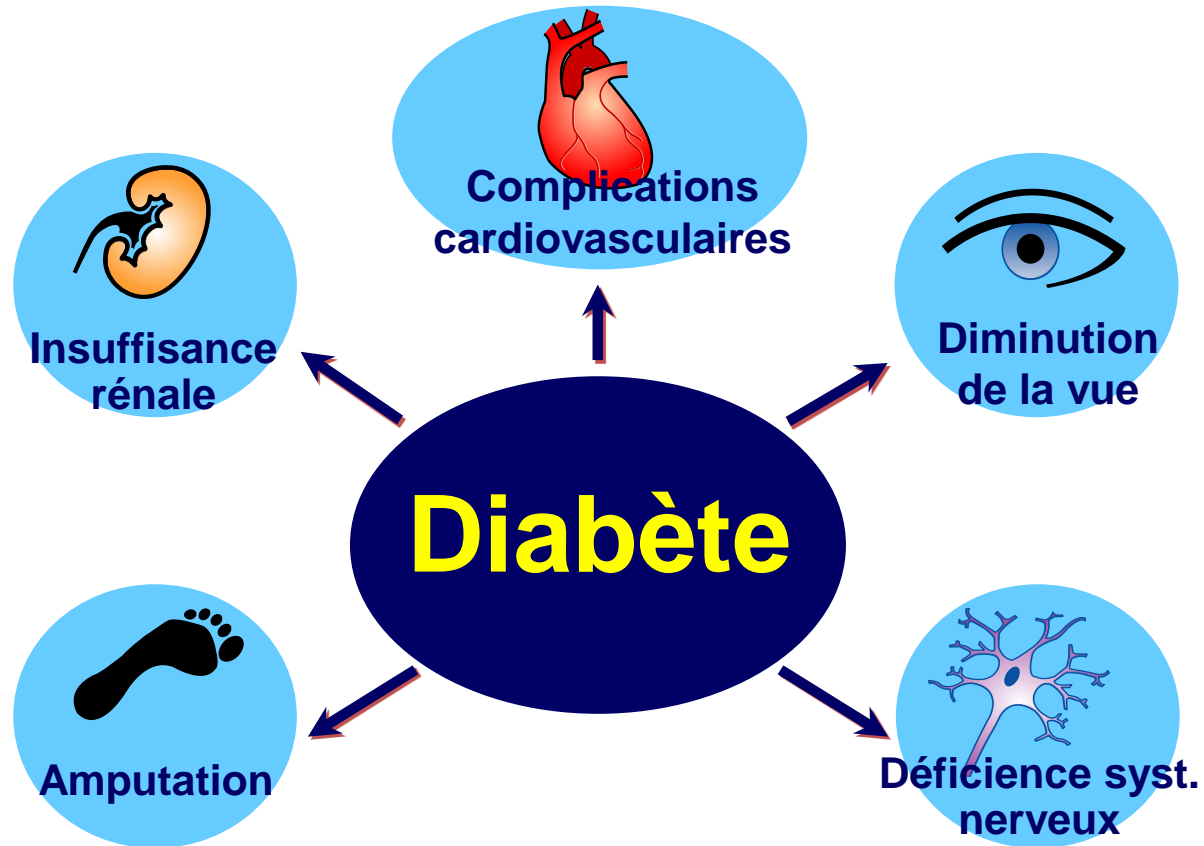 Complications
cardiovasculaires
Insuffisance
rénale
Diminution
de la vue
Diabète
Amputation
Déficience syst.
nerveux